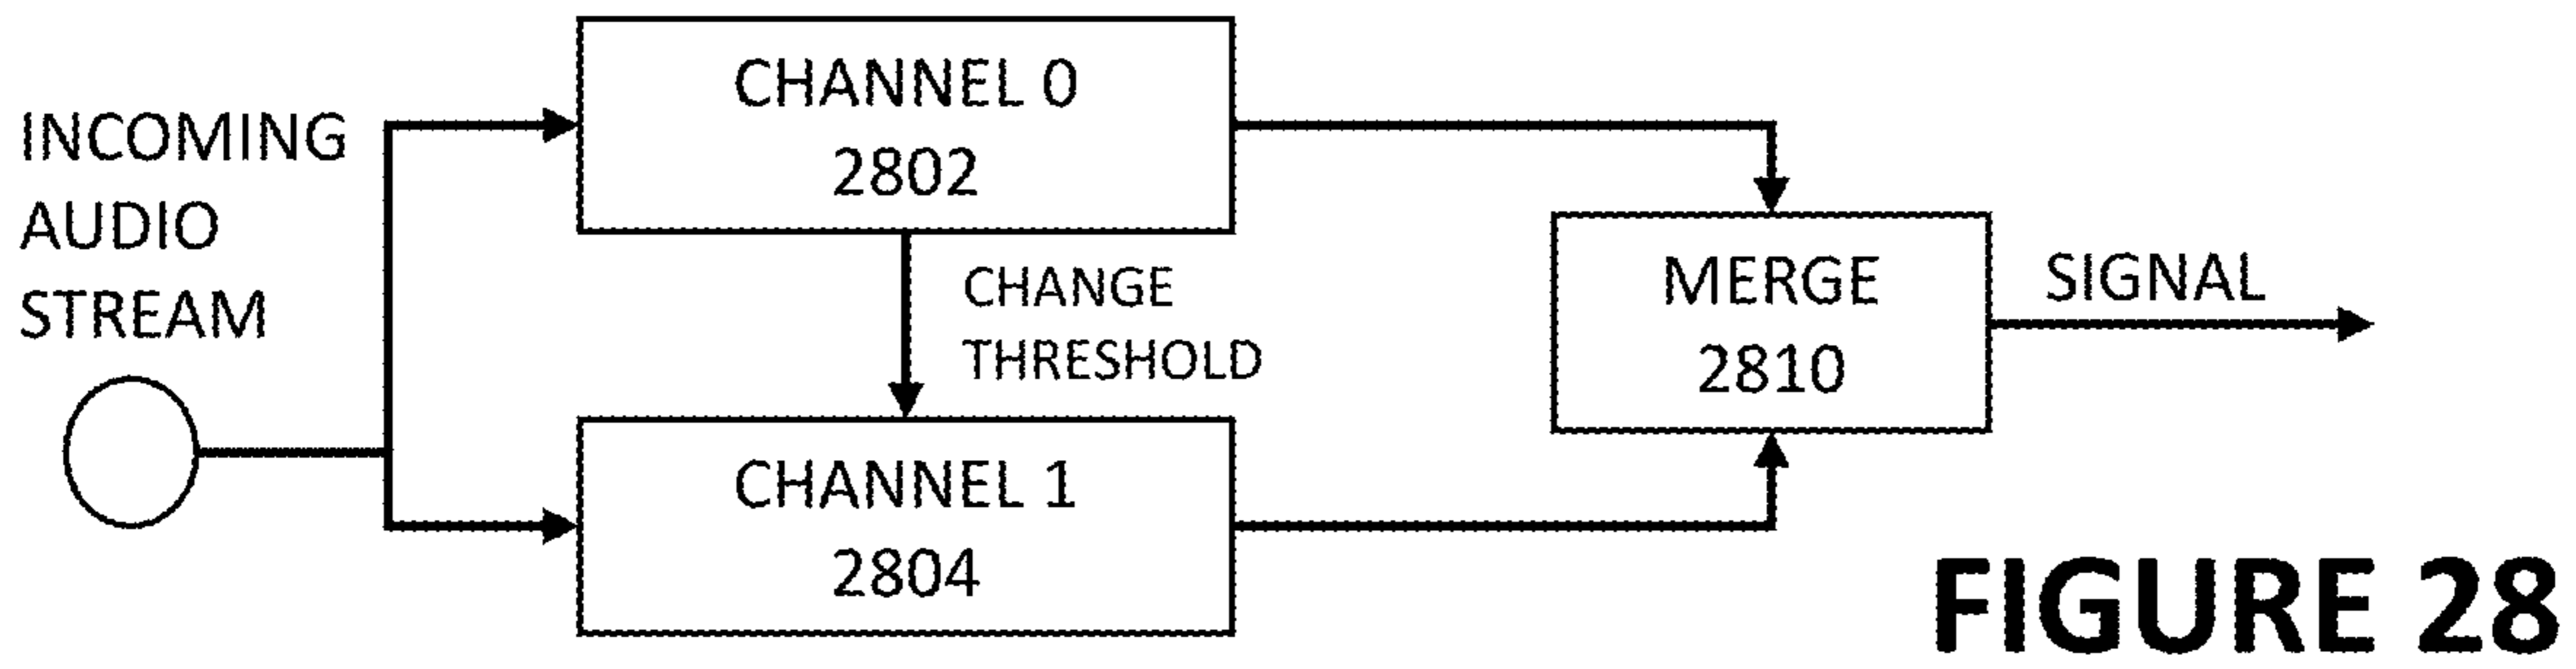 INCOMING
AUDIO
STREAM
CHANNEL 0
2802
CHANGE
THRESHOLD
CHANNEL 1
2804
MERGE
2810
SIGNAL
FIGURE 28